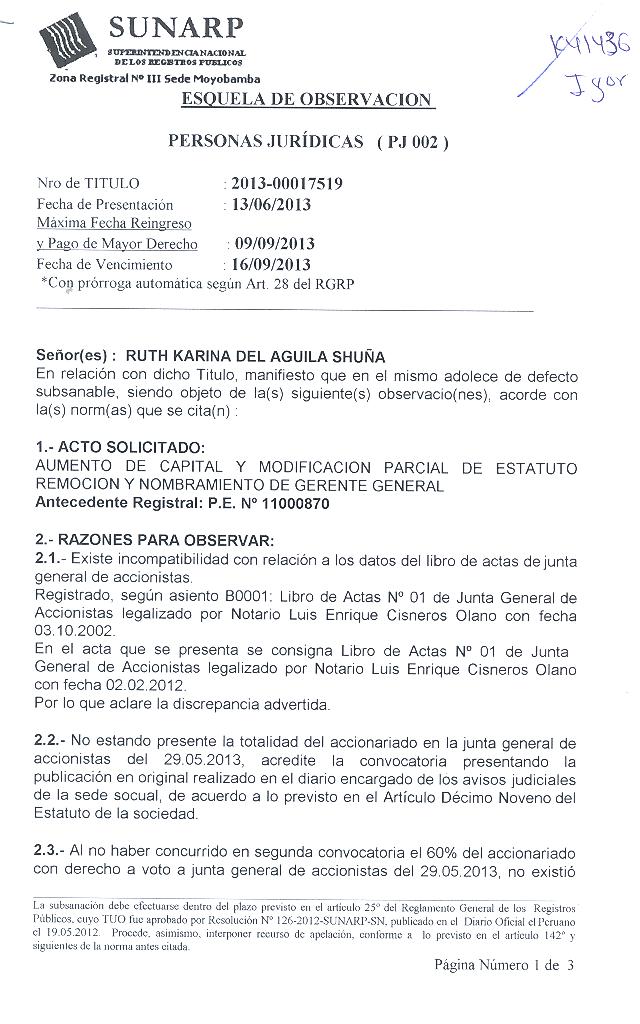 SUNARP
SUPERINTENDENCIA NACIONAL
DE LOS REGISTROS PUBLICOS
Zona Registral Nº III Sede Moyobamba
K41436
Igor
ESQUELA DE OBSERVACION
PERSONAS JURÍDICAS ( PJ 002 )
Nro de TITULO : 2013-00017519
Fecha de Presentación : 13/06/2013
Máxima Fecha Reingreso
y Pago de Mayor Derecho : 09/09/2013
Fecha de Vencimiento : 16/09/2013
*Con prórroga automática según Art. 28 del RGRP
Señor(es) : RUTH KARINA DEL AGUILA SHUÑA
En relación con dicho Titulo, manifiesto que en el mismo adolece de defecto
subsanable, siendo objeto de la(s) siguiente(s) observacio(nes), acorde con
la(s) norm(as) que se cita(n) :
1.- ACTO SOLICITADO:
AUMENTO DE CAPITAL Y MODIFICACION PARCIAL DE ESTATUTO
REMOCION Y NOMBRAMIENTO DE GERENTE GENERAL
Antecedente Registral: P.E. Nº 11000870
2.- RAZONES PARA OBSERVAR:
2.1.- Existe incompatibilidad con relación a los datos del libro de actas de junta
general de accionistas.
Registrado, según asiento B0001: Libro de Actas Nº 01 de Junta General de
Accionistas legalizado por Notario Luis Enrique Cisneros Olano con fecha
03.10.2002.
En el acta que se presenta se consigna Libro de Actas Nº 01 de Junta
General de Accionistas legalizado por Notario Luis Enrique Cisneros Olano
con fecha 02.02.2012.
Por lo que aclare la discrepancia advertida.
2.2.- No estando presente la totalidad del accionariado en la junta general de
accionistas del 29.05.2013, acredite la convocatoria presentando la
publicación en original realizado en el diario encargado de los avisos judiciales
de la sede socual, de acuerdo a lo previsto en el Artículo Décimo Noveno del
Estatuto de la sociedad.
2.3.- Al no haber concurrido en segunda convocatoria el 60% del accionariado
con derecho a voto a junta general de accionistas del 29.05.2013, no existió
La subsanación debe efectuarse dentro del plazo previsto en el artículo 25º del Reglamento General de los Registros
Públicos, cuyo TUO fue aprobado por Resolución Nº 126-2012-SUNARP-SN, publicado en el Diario Oficial el Peruano
el 19.05.2012. Procede, asimismo, interponer recurso de apelación, conforme a lo previsto en el artículo 142º y
siguientes de la norma antes citada.
Página Número 1 de 3